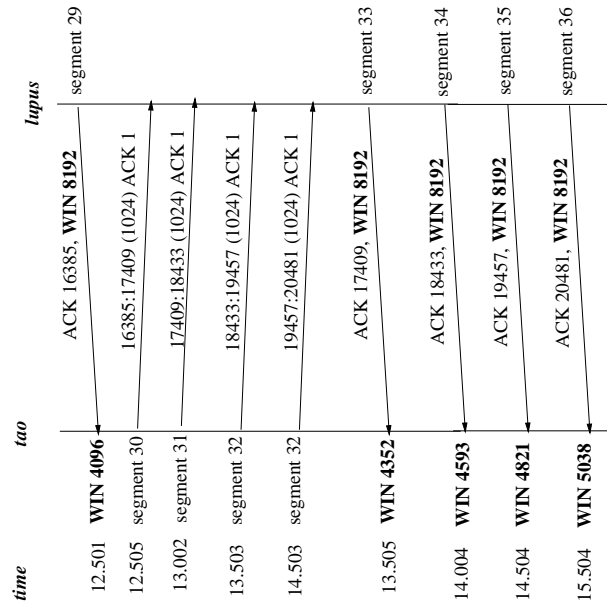 time
tao
lupus
12.501
WIN 4096
ACK 16385, WIN 8192
segment 29
12.505
segment 30
16385:17409 (1024) ACK 1
13.002
segment 31
17409:18433 (1024) ACK 1
13.503
segment 32
18433:19457 (1024) ACK 1
14.503
segment 32
19457:20481 (1024) ACK 1
13.505
WIN 4352
ACK 17409, WIN 8192
segment 33
14.004
WIN 4593
ACK 18433, WIN 8192
segment 34
14.504
WIN 4821
ACK 19457, WIN 8192
segment 35
15.504
WIN 5038
ACK 20481, WIN 8192
segment 36